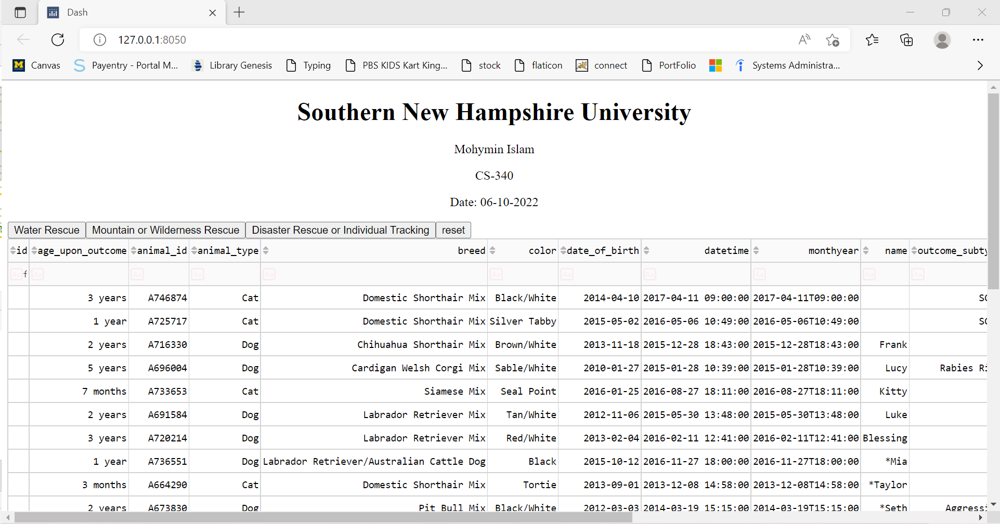 Dash
127.0.0.1:8050
Canvas Payentry - Portal M... Library Genesis Typing PBS KIDS Kart King... stock flaticon connect PortFolio Systems Administra...
Southern New Hampshire University
Mohymin Islam
CS-340
Date: 06-10-2022
Water Rescue Mountain or Wilderness Rescue Disaster Rescue or Individual Tracking reset
id age_upon_outcome animal_id animal_type breed color date_of_birth datetime monthyear name outcome_subty
Aa f Aa Aa Aa Aa Aa Aa Aa Aa Aa Aa
3 years A746874 Cat Domestic Shorthair Mix Black/White 2014-04-10 2017-04-11 09:00:00 2017-04-11T09:00:00 SC
1 year A725717 Cat Domestic Shorthair Mix Silver Tabby 2015-05-02 2016-05-06 10:49:00 2016-05-06T10:49:00 SC
2 years A716330 Dog Chihuahua Shorthair Mix Brown/White 2013-11-18 2015-12-28 18:43:00 2015-12-28T18:43:00 Frank
5 years A696004 Dog Cardigan Welsh Corgi Mix Sable/White 2010-01-27 2015-01-28 10:39:00 2015-01-28T10:39:00 Lucy Rabies Ri
7 months A733653 Cat Siamese Mix Seal Point 2016-01-25 2016-08-27 18:11:00 2016-08-27T18:11:00 Kitty
2 years A691584 Dog Labrador Retriever Mix Tan/White 2012-11-06 2015-05-30 13:48:00 2015-05-30T13:48:00 Luke
3 years A720214 Dog Labrador Retriever Mix Red/White 2013-02-04 2016-02-11 12:41:00 2016-02-11T12:41:00 Blessing
1 year A736551 Dog Labrador Retriever/Australian Cattle Dog Black 2015-10-12 2016-11-27 18:00:00 2016-11-27T18:00:00 *Mia
3 months A664290 Cat Domestic Shorthair Mix Tortie 2013-09-01 2013-12-08 14:58:00 2013-12-08T14:58:00 *Taylor
2 years A673830 Dog Pit Bull Mix Black/White 2012-03-03 2014-03-19 15:15:00 2014-03-19T15:15:00 *Seth Aggressi